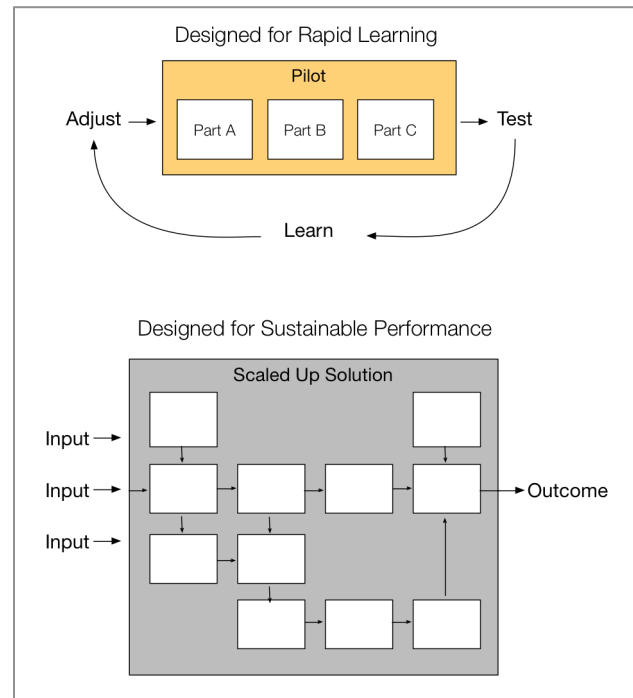 Designed for Rapid Learning
Pilot
Adjust
Part A
Part B
Part C
Test
Learn
Designed for Sustainable Performance
Scaled Up Solution
Input
Input
Outcome
Input